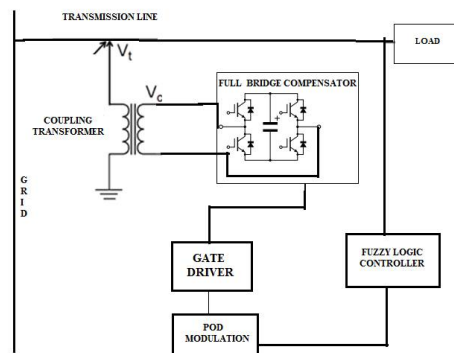 TRANSMISSION LINE
LOAD
Vt
FULL BRIDGE COMPENSATOR
Vc
+
COUPLING
TRANSFORMER
G
R
I
D
GATE
DRIVER
FUZZY LOGIC
CONTROLLER
POD
MODULATION